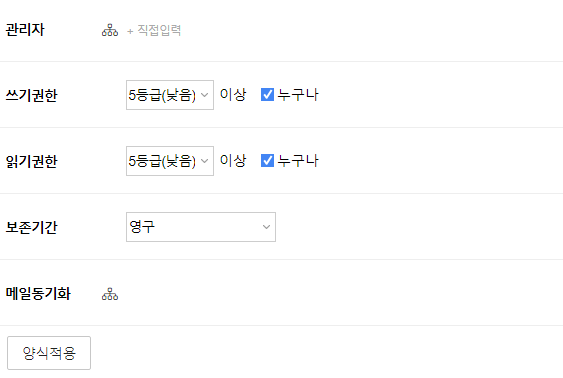 관리자 + 직접입력
쓰기권한 5등급(낮음) 이상 누구나
읽기권한 5등급(낮음) 이상 누구나
보존기간 영구
메일동기화
양식적용